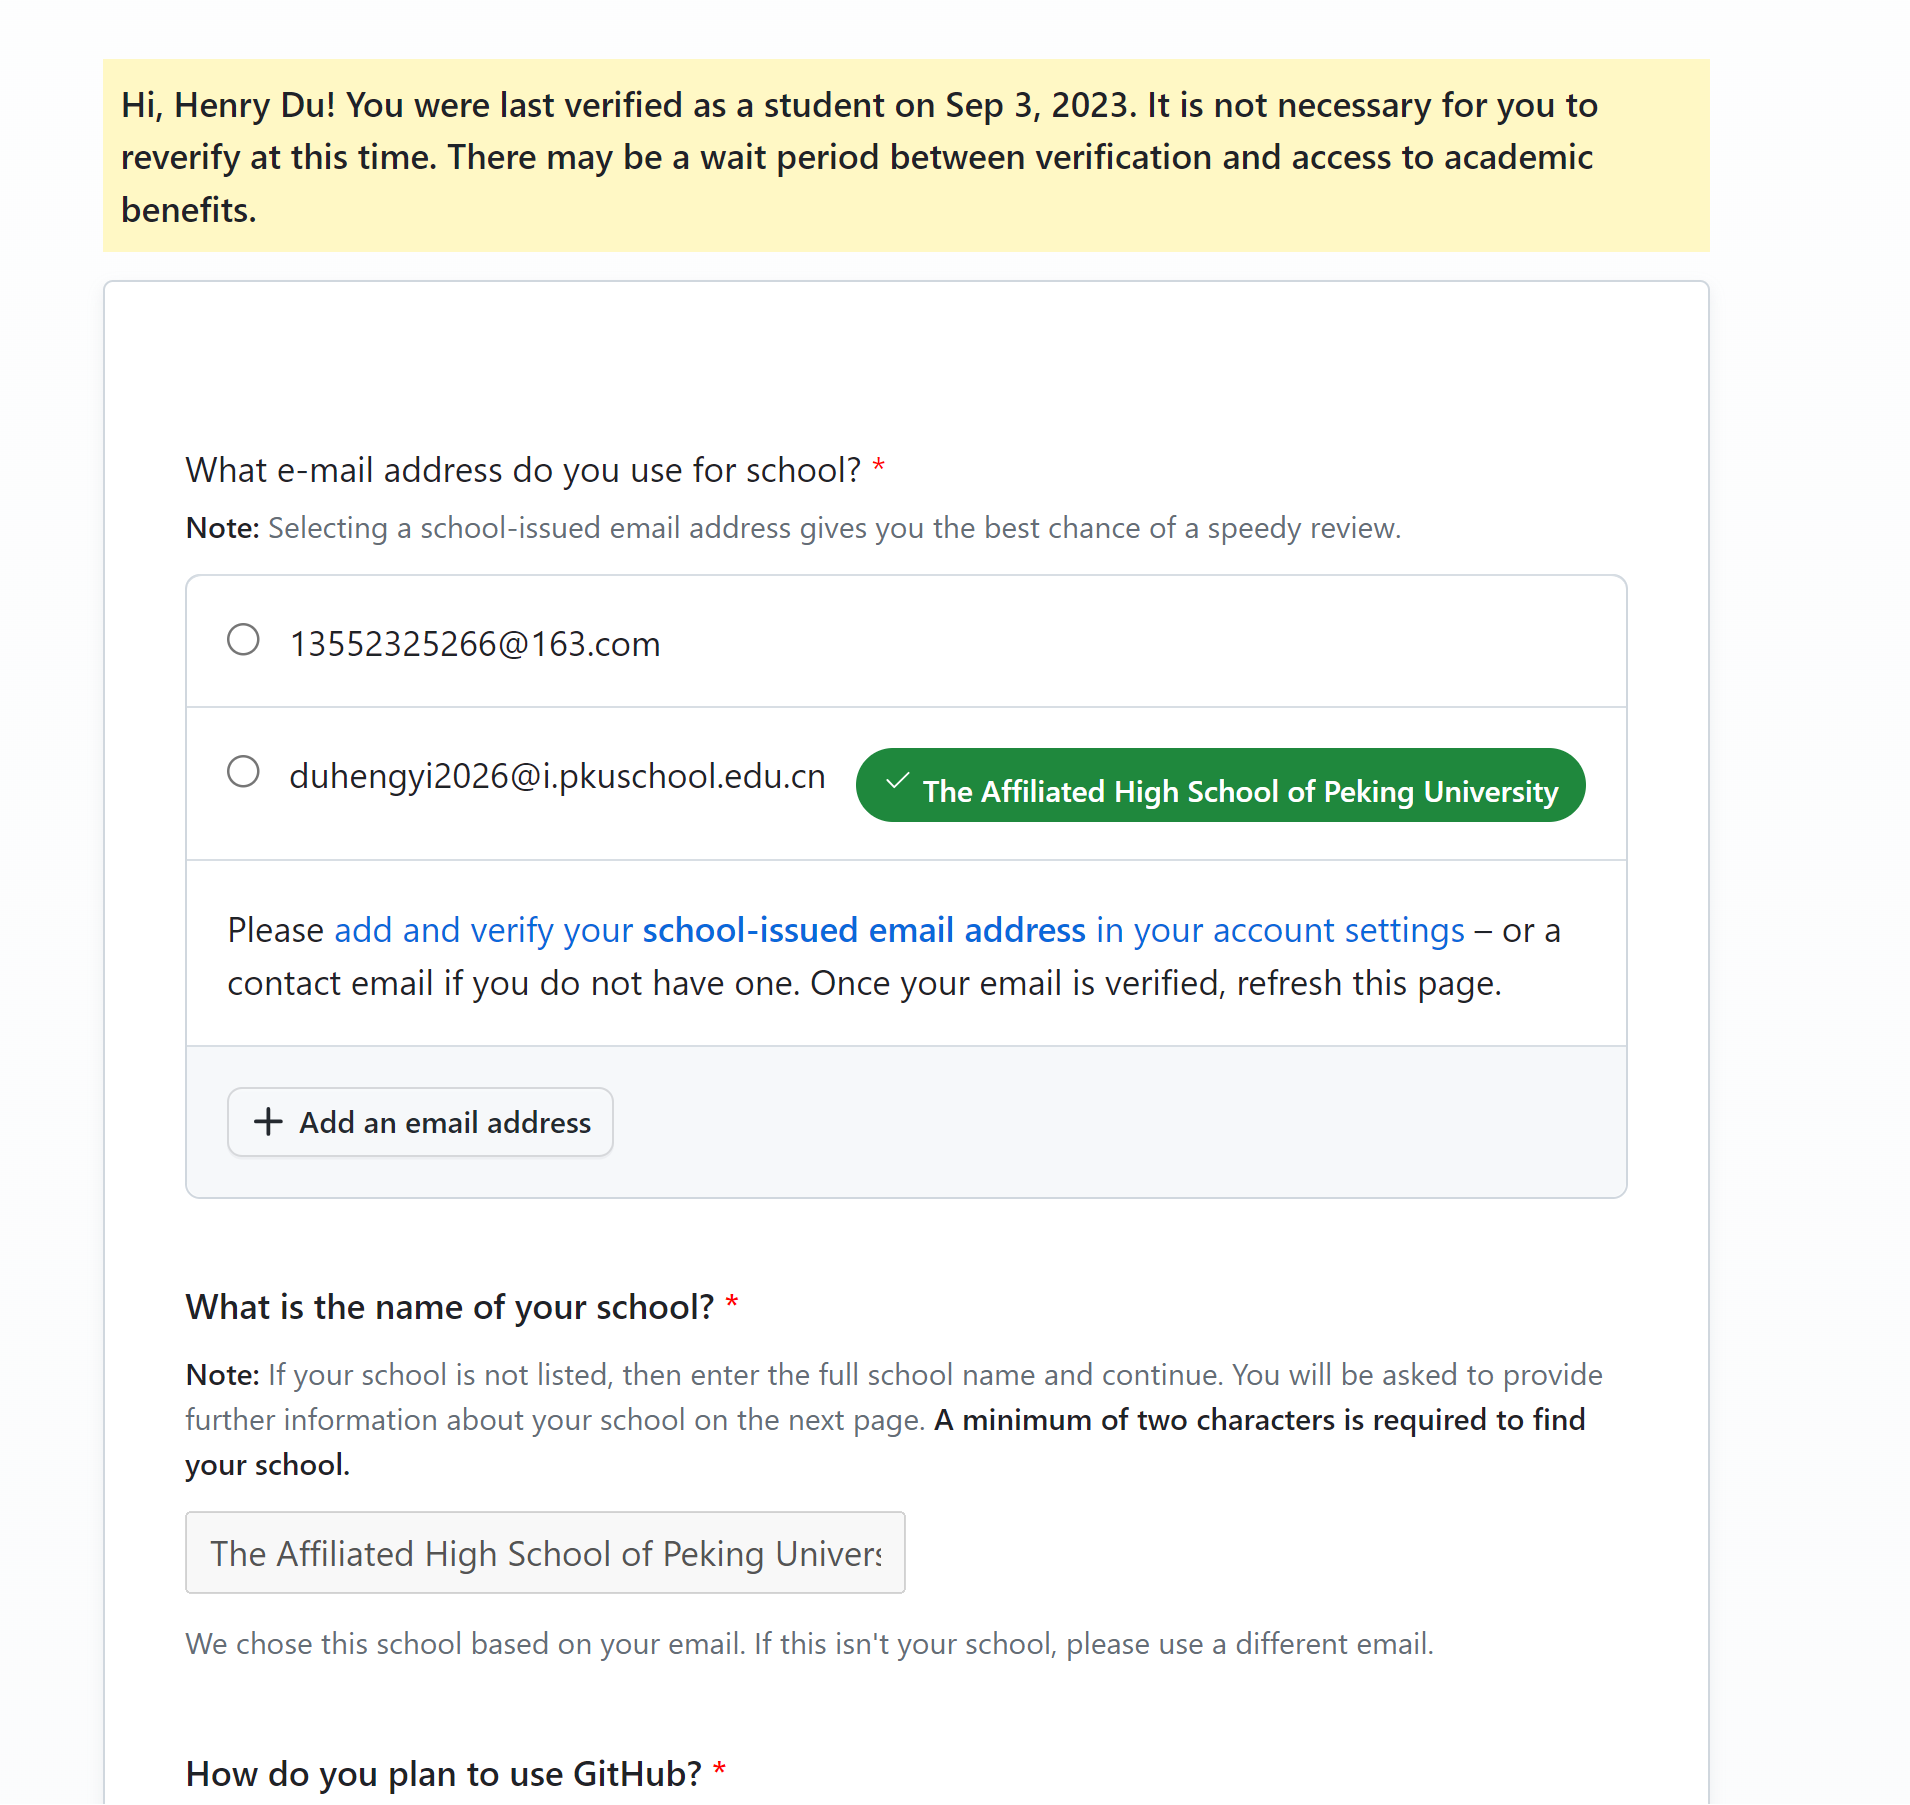 Hi, Henry Du! You were last verified as a student on Sep 3, 2023. It is not necessary for you to
reverify at this time. There may be a wait period between verification and access to academic
benefits.
What e-mail address do you use for school? *
Note: Selecting a school-issued email address gives you the best chance of a speedy review.
13552325266@163.com
duhengyi2026@i.pkuschool.edu.cn ✓ The Affiliated High School of Peking University
Please add and verify your school-issued email address in your account settings – or a
contact email if you do not have one. Once your email is verified, refresh this page.
+ Add an email address
What is the name of your school? *
Note: If your school is not listed, then enter the full school name and continue. You will be asked to provide
further information about your school on the next page. A minimum of two characters is required to find
your school.
The Affiliated High School of Peking Univers
We chose this school based on your email. If this isn't your school, please use a different email.
How do you plan to use GitHub? *